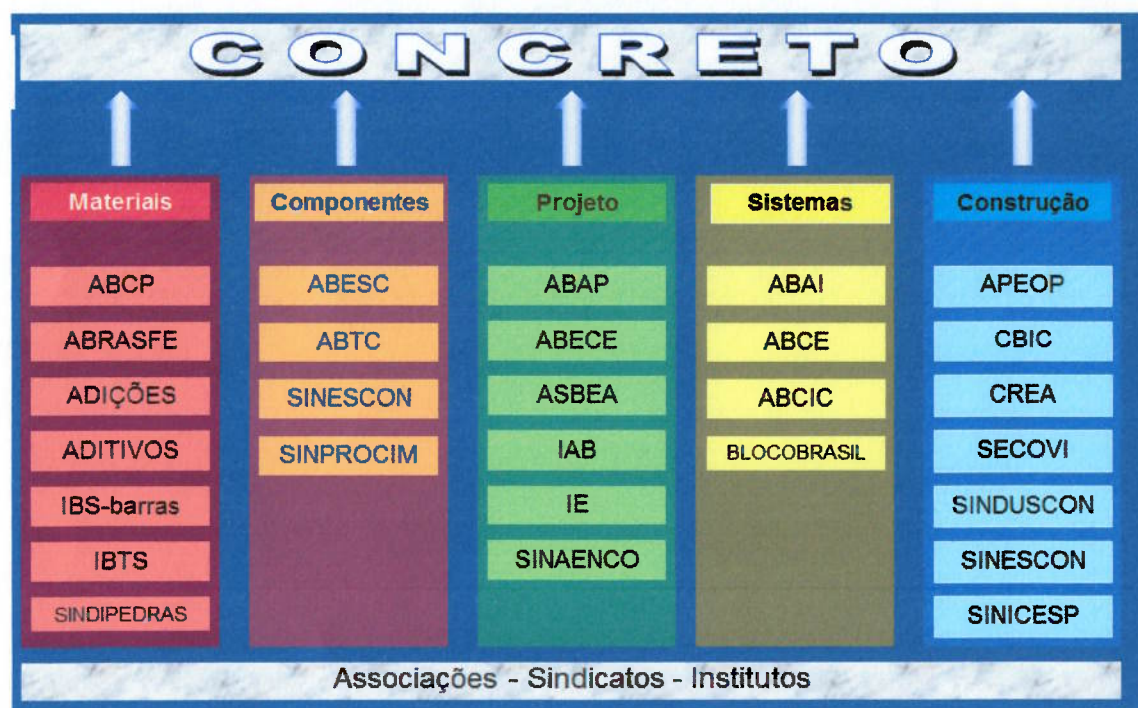 CONCRETO
Materiais
ABCP
ABRASFE
ADIÇÕES
ADITIVOS
IBS-barras
IBTS
SINDIPEDRAS
Componentes
ABESC
ABTC
SINESCON
SINPROCIM
Projeto
ABAP
ABECE
ASBEA
IAB
IE
SINAENCO
Sistemas
ABAI
ABCE
ABCIC
BLOCOBRASIL
Construção
APEOP
CBIC
CREA
SECOVI
SINDUSCON
SINESCON
SINICESP
Associações - Sindicatos - Institutos